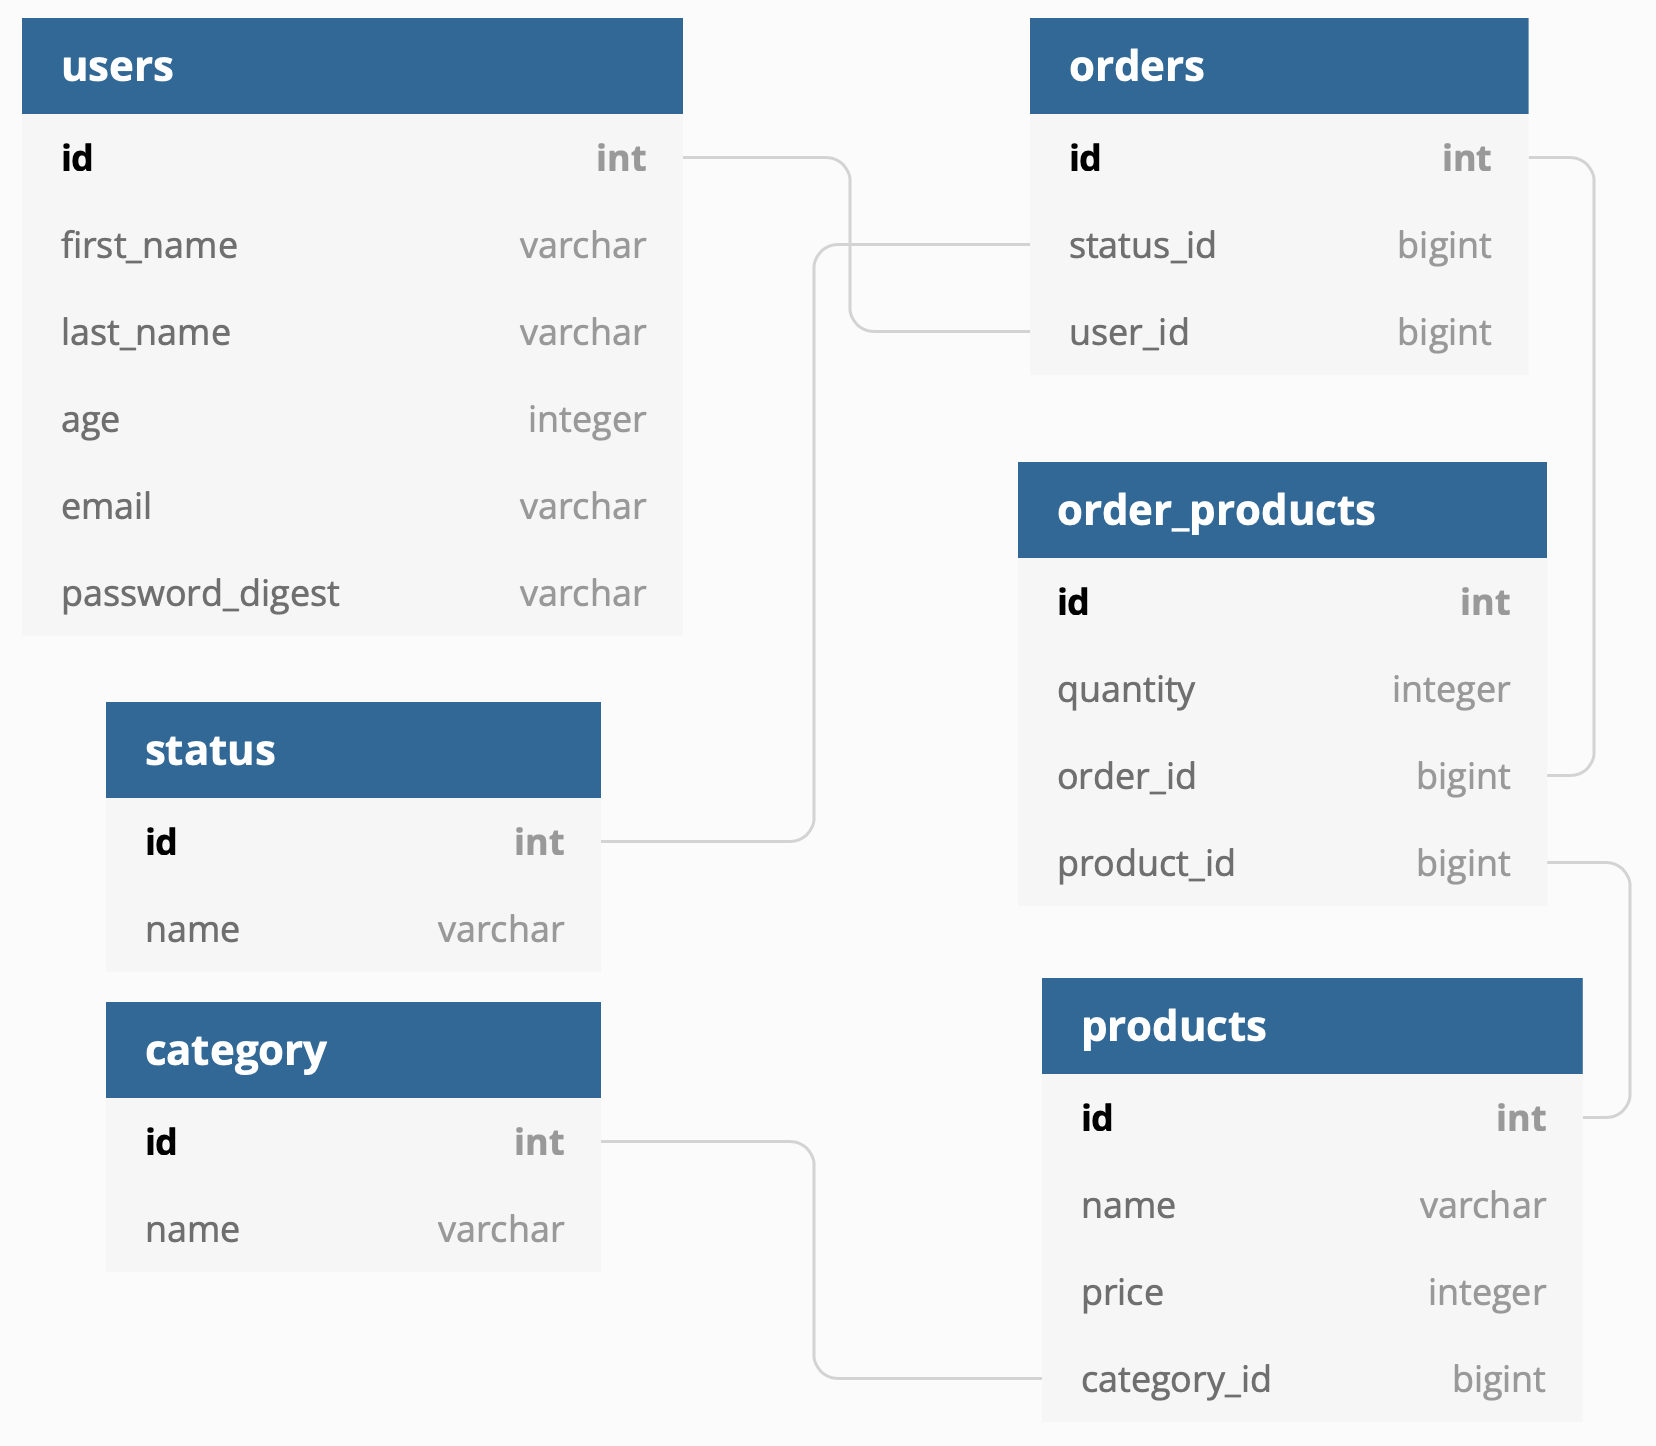 users
id int
first_name varchar
last_name varchar
age integer
email varchar
password_digest varchar
orders
id int
status_id bigint
user_id bigint
order_products
id int
quantity integer
order_id bigint
product_id bigint
status
id int
name varchar
category
id int
name varchar
products
id int
name varchar
price integer
category_id bigint